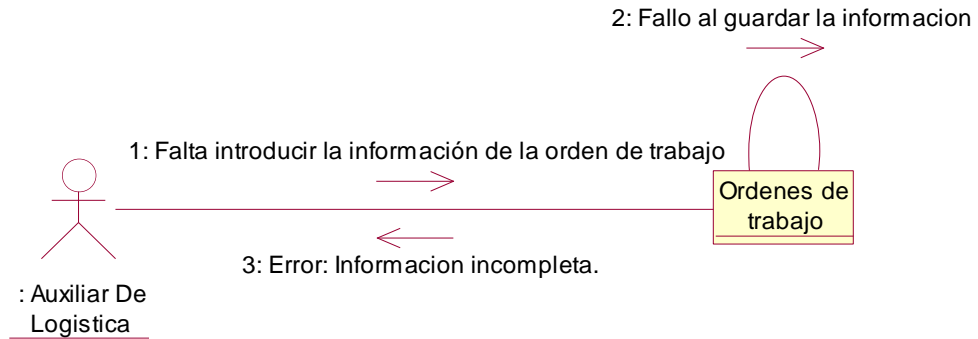 2: Fallo al guardar la informacion
1: Falta introducir la información de la orden de trabajo
Ordenes de
trabajo
3: Error: Informacion incompleta.
: Auxiliar De
Logistica